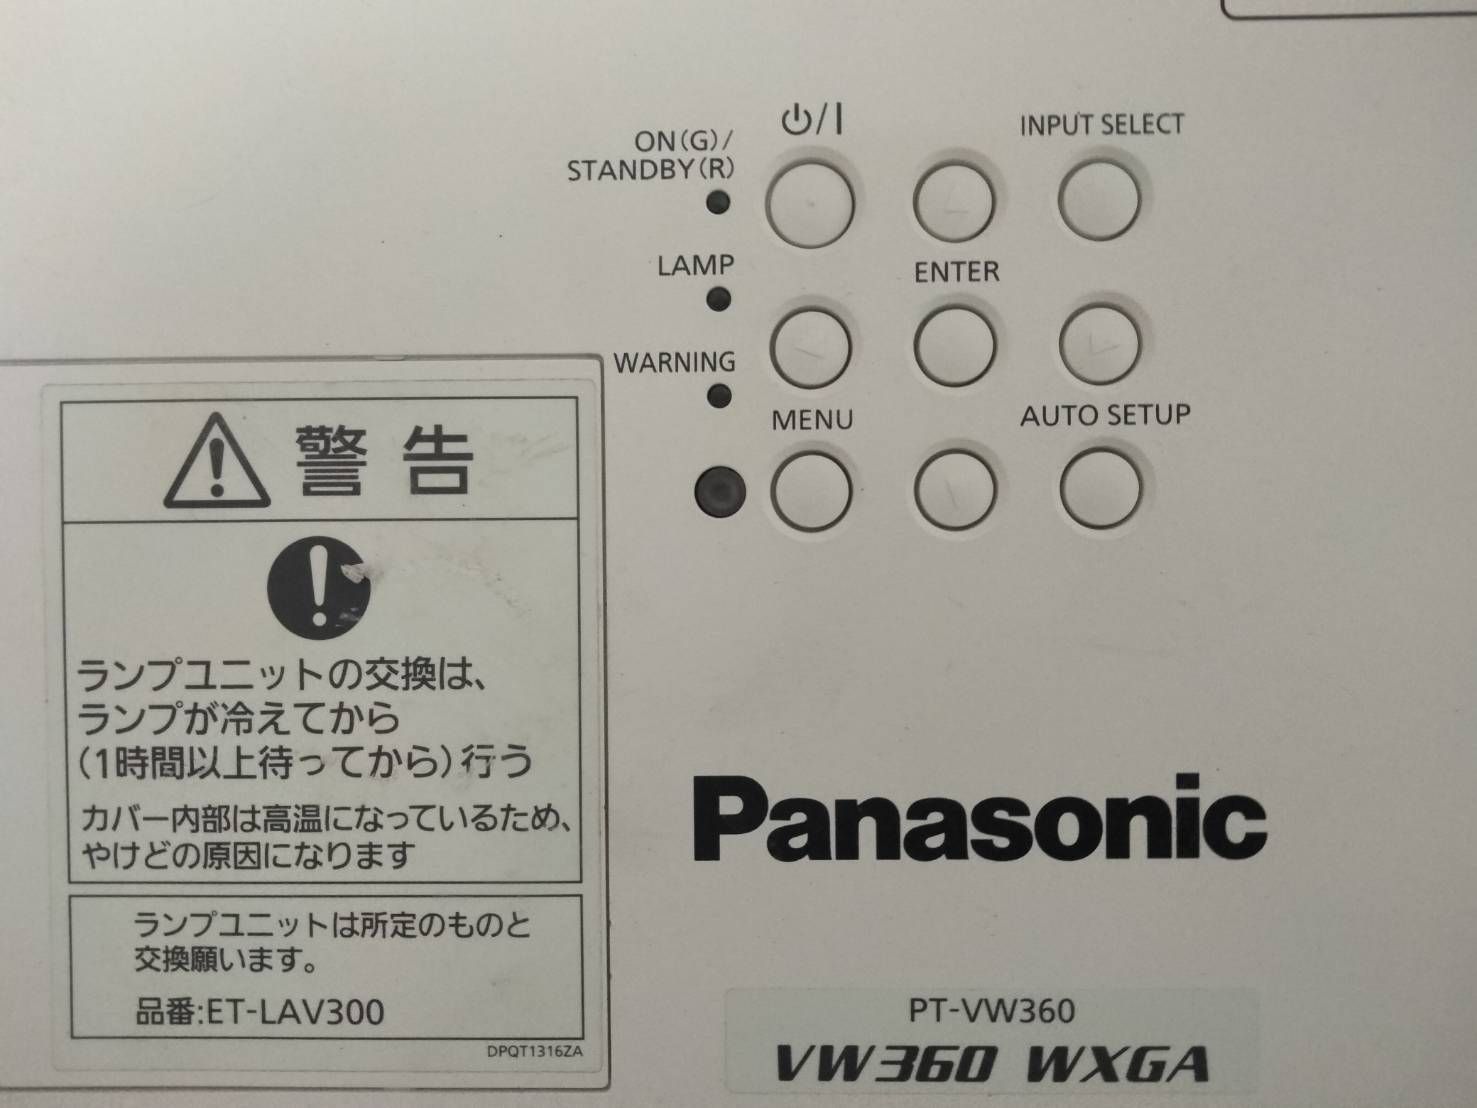 ⏻/I
INPUT SELECT
ON(G)/
STANDBY(R)
LAMP
ENTER
WARNING
MENU
AUTO SETUP
警告
ランプユニットの交換は、
ランプが冷えてから
(1時間以上待ってから)行う
カバー内部は高温になっているため、
やけどの原因になります
ランプユニットは所定のものと
交換願います。
品番:ET-LAV300
DPQT1316ZA
Panasonic
PT-VW360
VW360 WXGA